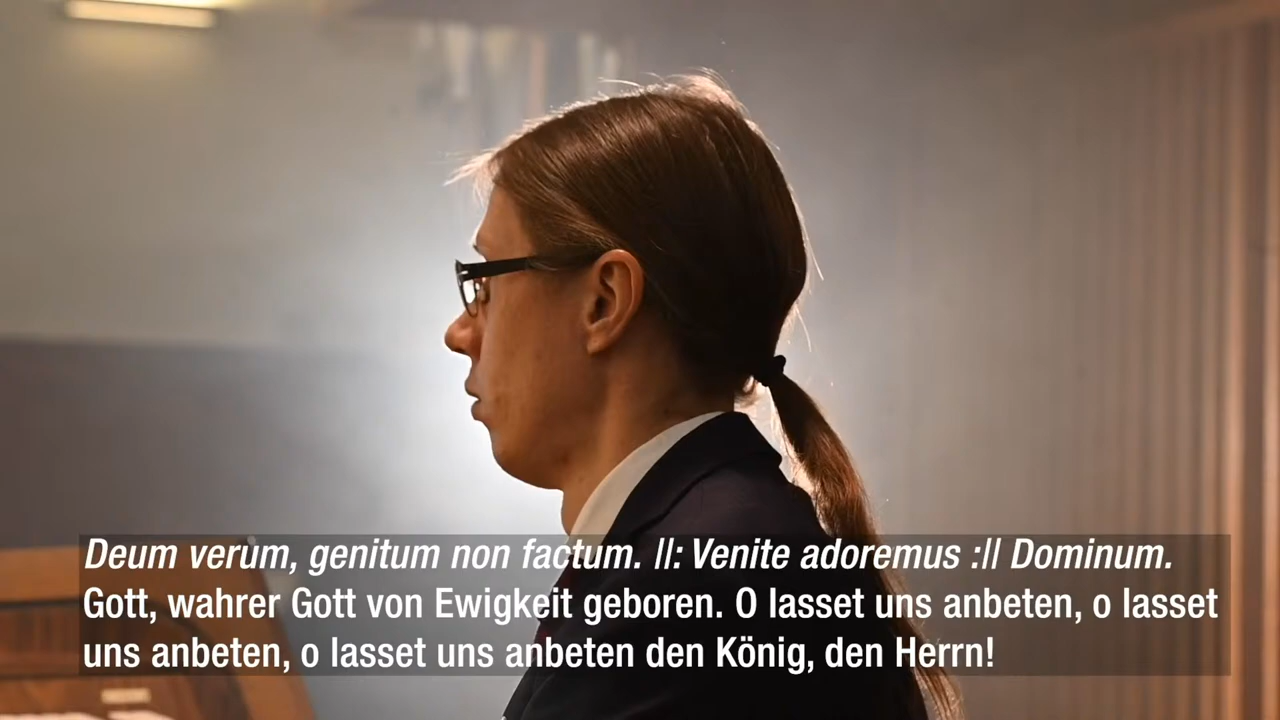 Deum verum, genitum non factum. ||: Venite adoremus :|| Dominum.
Gott, wahrer Gott von Ewigkeit geboren. O lasset uns anbeten, o lasset
uns anbeten, o lasset uns anbeten den König, den Herrn!